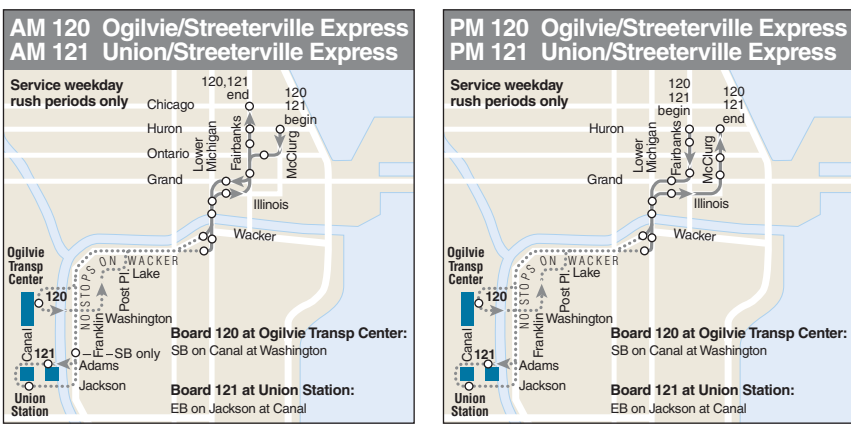 AM 120 Ogilvie/Streeterville Express
AM 121 Union/Streeterville Express
Service weekday
rush periods only
120,121
end
120
121
begin
Chicago
Huron
Ontario
Grand
Lower
Michigan
Fairbanks
McClurg
Illinois
Wacker
Ogilvie
Transp
Center
NO STOPS ON WACKER
Lake
Post Pl.
120
Washington
Franklin
Canal
121
SB only
Adams
Jackson
Union
Station
Board 120 at Ogilvie Transp Center:
SB on Canal at Washington
Board 121 at Union Station:
EB on Jackson at Canal
PM 120 Ogilvie/Streeterville Express
PM 121 Union/Streeterville Express
Service weekday
rush periods only
120
121
begin
120
121
end
Huron
Grand
Lower
Michigan
Fairbanks
McClurg
Illinois
Wacker
Ogilvie
Transp
Center
NO STOPS ON WACKER
Lake
Post Pl.
120
Washington
Franklin
Canal
121
Adams
Jackson
Union
Station
Board 120 at Ogilvie Transp Center:
SB on Canal at Washington
Board 121 at Union Station:
EB on Jackson at Canal